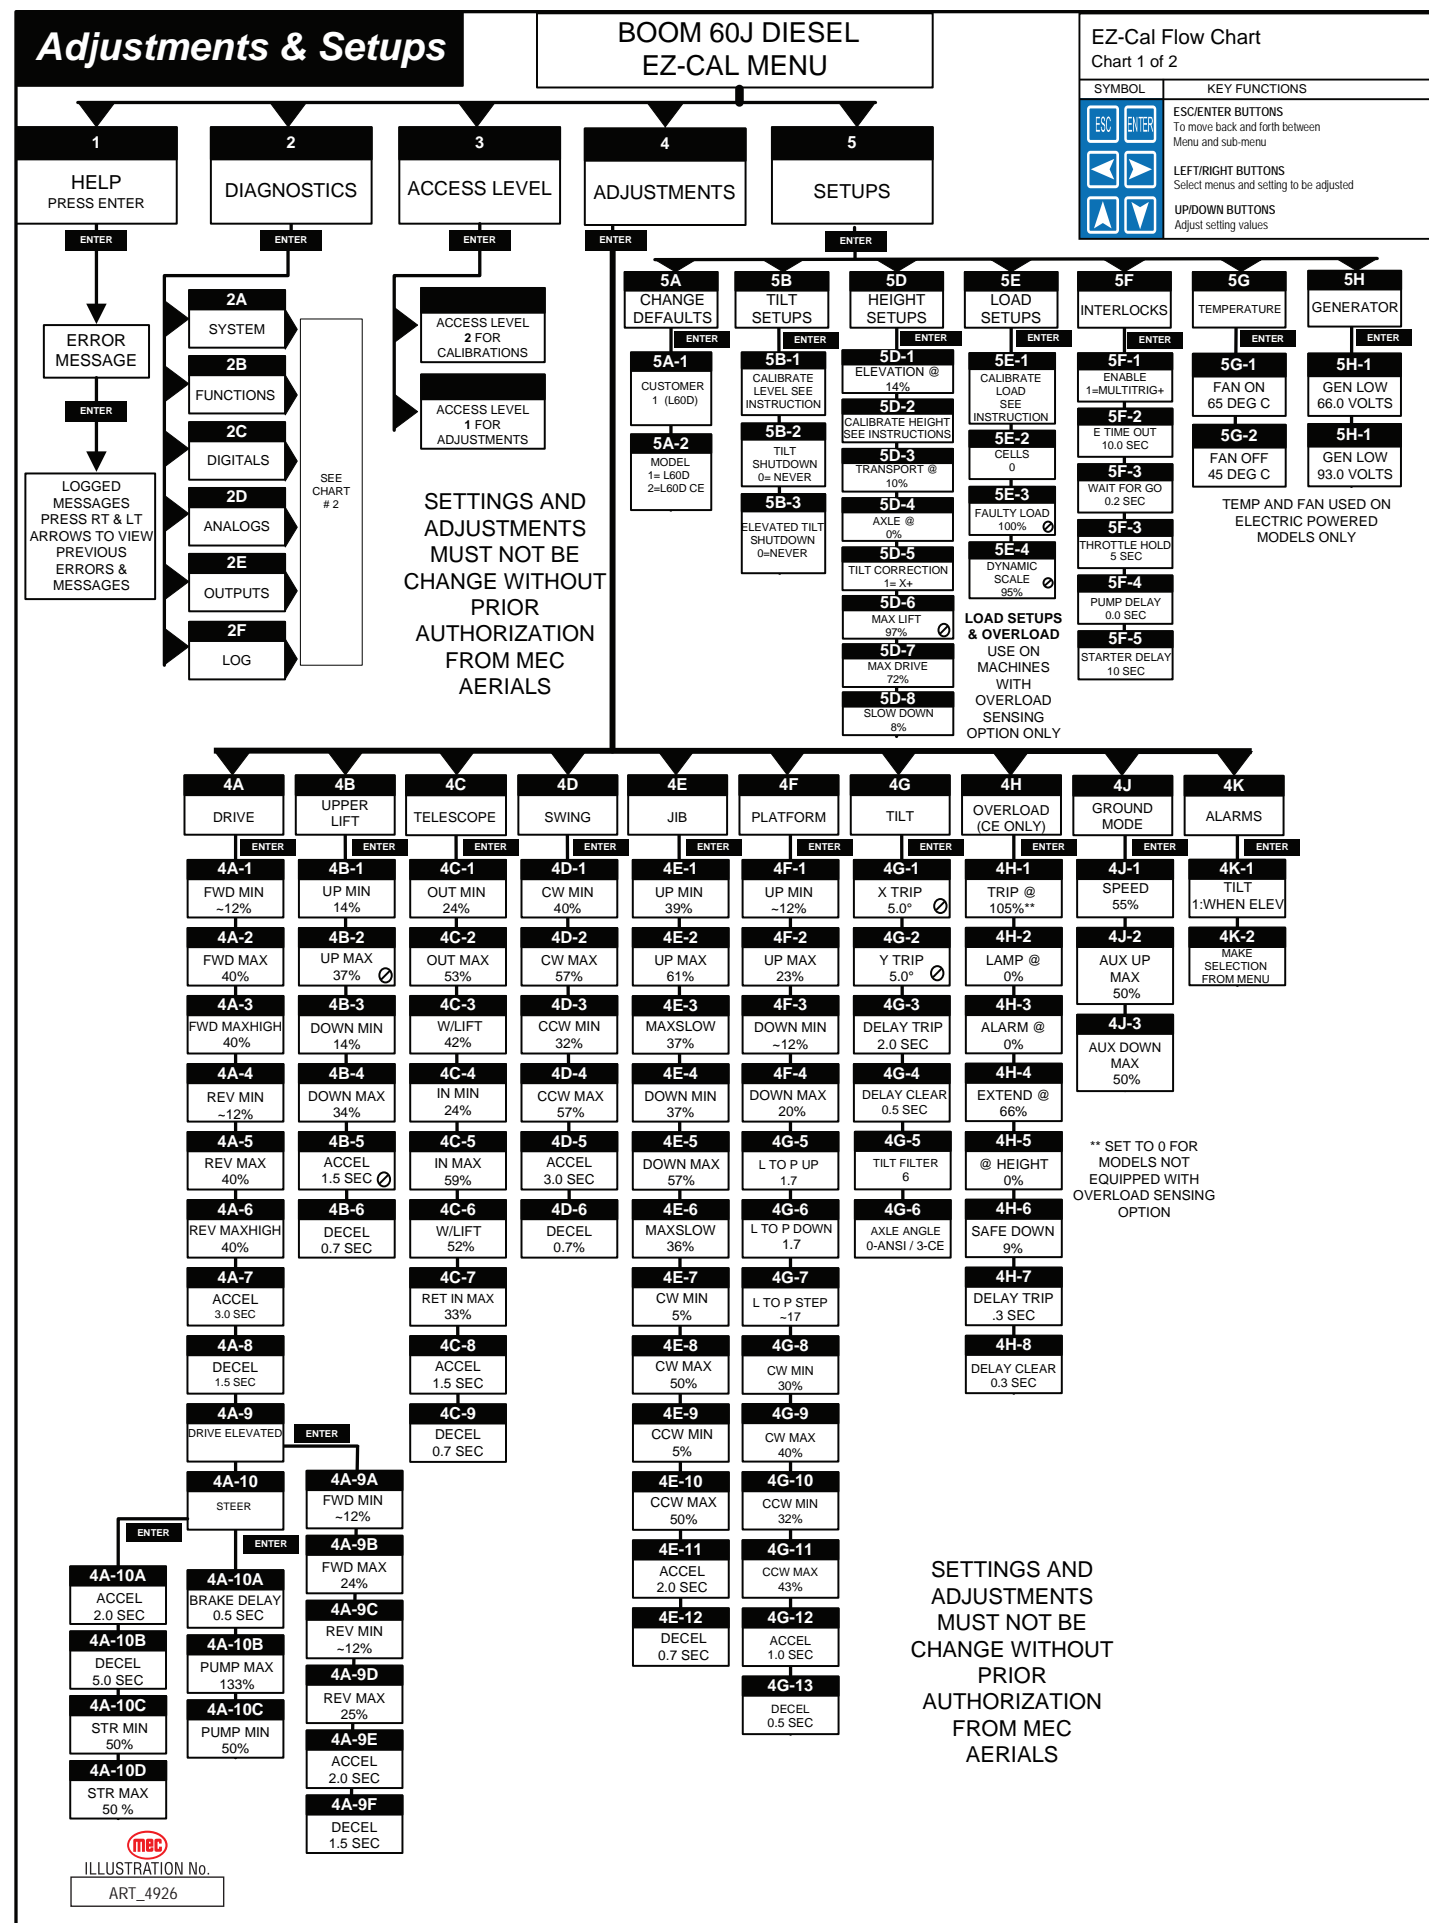 Adjustments & Setups
BOOM 60J DIESEL
EZ-CAL MENU
EZ-Cal Flow Chart
Chart 1 of 2
SYMBOL KEY FUNCTIONS
ESC ENTER
ESC/ENTER BUTTONS
To move back and forth between
Menu and sub-menu
LEFT/RIGHT BUTTONS
Select menus and setting to be adjusted
UP/DOWN BUTTONS
Adjust setting values
1
HELP
PRESS ENTER
ENTER
ERROR
MESSAGE
ENTER
LOGGED
MESSAGES
PRESS RT & LT
ARROWS TO VIEW
PREVIOUS
ERRORS &
MESSAGES
2
DIAGNOSTICS
ENTER
2A
SYSTEM
2B
FUNCTIONS
2C
DIGITALS
2D
ANALOGS
2E
OUTPUTS
2F
LOG
SEE
CHART
# 2
3
ACCESS LEVEL
ENTER
ACCESS LEVEL
2 FOR
CALIBRATIONS
ACCESS LEVEL
1 FOR
ADJUSTMENTS
SETTINGS AND
ADJUSTMENTS
MUST NOT BE
CHANGE WITHOUT
PRIOR
AUTHORIZATION
FROM MEC
AERIALS
4
ADJUSTMENTS
ENTER
5
SETUPS
ENTER
5A
CHANGE
DEFAULTS
ENTER
5A-1
CUSTOMER
1 (L60D)
5A-2
MODEL
1= L60D
2=L60D CE
5B
TILT
SETUPS
ENTER
5B-1
CALIBRATE
LEVEL SEE
INSTRUCTION
5B-2
TILT
SHUTDOWN
0= NEVER
5B-3
ELEVATED TILT
SHUTDOWN
0=NEVER
5D
HEIGHT
SETUPS
ENTER
5D-1
ELEVATION @
14%
5D-2
CALIBRATE HEIGHT
SEE INSTRUCTIONS
5D-3
TRANSPORT @
10%
5D-4
AXLE @
0%
5D-5
TILT CORRECTION
1= X+
5D-6
MAX LIFT
97%
5D-7
MAX DRIVE
72%
5D-8
SLOW DOWN
8%
5E
LOAD
SETUPS
ENTER
5E-1
CALIBRATE
LOAD
SEE
INSTRUCTION
5E-2
CELLS
0
5E-3
FAULTY LOAD
100%
5E-4
DYNAMIC
SCALE
95%
LOAD SETUPS
& OVERLOAD
USE ON
MACHINES
WITH
OVERLOAD
SENSING
OPTION ONLY
5F
INTERLOCKS
ENTER
5F-1
ENABLE
1=MULTITRIG+
5F-2
E TIME OUT
10.0 SEC
5F-3
WAIT FOR GO
0.2 SEC
5F-3
THROTTLE HOLD
5 SEC
5F-4
PUMP DELAY
0.0 SEC
5F-5
STARTER DELAY
10 SEC
5G
TEMPERATURE
ENTER
5G-1
FAN ON
65 DEG C
5G-2
FAN OFF
45 DEG C
5H
GENERATOR
ENTER
5H-1
GEN LOW
66.0 VOLTS
5H-1
GEN LOW
93.0 VOLTS
TEMP AND FAN USED ON
ELECTRIC POWERED
MODELS ONLY
4A
DRIVE
ENTER
4A-1
FWD MIN
~12%
4A-2
FWD MAX
40%
4A-3
FWD MAXHIGH
40%
4A-4
REV MIN
~12%
4A-5
REV MAX
40%
4A-6
REV MAXHIGH
40%
4A-7
ACCEL
3.0 SEC
4A-8
DECEL
1.5 SEC
4A-9
DRIVE ELEVATED
ENTER
4A-10
STEER
ENTER
ENTER
4A-10A
ACCEL
2.0 SEC
4A-10B
DECEL
5.0 SEC
4A-10C
STR MIN
50%
4A-10D
STR MAX
50 %
4A-10A
BRAKE DELAY
0.5 SEC
4A-10B
PUMP MAX
133%
4A-10C
PUMP MIN
50%
4A-9A
FWD MIN
~12%
4A-9B
FWD MAX
24%
4A-9C
REV MIN
~12%
4A-9D
REV MAX
25%
4A-9E
ACCEL
2.0 SEC
4A-9F
DECEL
1.5 SEC
4B
UPPER
LIFT
ENTER
4B-1
UP MIN
14%
4B-2
UP MAX
37%
4B-3
DOWN MIN
14%
4B-4
DOWN MAX
34%
4B-5
ACCEL
1.5 SEC
4B-6
DECEL
0.7 SEC
4C
TELESCOPE
ENTER
4C-1
OUT MIN
24%
4C-2
OUT MAX
53%
4C-3
W/LIFT
42%
4C-4
IN MIN
24%
4C-5
IN MAX
59%
4C-6
W/LIFT
52%
4C-7
RET IN MAX
33%
4C-8
ACCEL
1.5 SEC
4C-9
DECEL
0.7 SEC
4D
SWING
ENTER
4D-1
CW MIN
40%
4D-2
CW MAX
57%
4D-3
CCW MIN
32%
4D-4
CCW MAX
57%
4D-5
ACCEL
3.0 SEC
4D-6
DECEL
0.7%
4E
JIB
ENTER
4E-1
UP MIN
39%
4E-2
UP MAX
61%
4E-3
MAXSLOW
37%
4E-4
DOWN MIN
37%
4E-5
DOWN MAX
57%
4E-6
MAXSLOW
36%
4E-7
CW MIN
5%
4E-8
CW MAX
50%
4E-9
CCW MIN
5%
4E-10
CCW MAX
50%
4E-11
ACCEL
2.0 SEC
4E-12
DECEL
0.7 SEC
4F
PLATFORM
ENTER
4F-1
UP MIN
~12%
4F-2
UP MAX
23%
4F-3
DOWN MIN
~12%
4F-4
DOWN MAX
20%
4G-5
L TO P UP
1.7
4G-6
L TO P DOWN
1.7
4G-7
L TO P STEP
~17
4G-8
CW MIN
30%
4G-9
CW MAX
40%
4G-10
CCW MIN
32%
4G-11
CCW MAX
43%
4G-12
ACCEL
1.0 SEC
4G-13
DECEL
0.5 SEC
4G
TILT
ENTER
4G-1
X TRIP
5.0°
4G-2
Y TRIP
5.0°
4G-3
DELAY TRIP
2.0 SEC
4G-4
DELAY CLEAR
0.5 SEC
4G-5
TILT FILTER
6
4G-6
AXLE ANGLE
0-ANSI / 3-CE
4H
OVERLOAD
(CE ONLY)
ENTER
4H-1
TRIP @
105%**
4H-2
LAMP @
0%
4H-3
ALARM @
0%
4H-4
EXTEND @
66%
4H-5
@ HEIGHT
0%
4H-6
SAFE DOWN
9%
4H-7
DELAY TRIP
.3 SEC
4H-8
DELAY CLEAR
0.3 SEC
4J
GROUND
MODE
ENTER
4J-1
SPEED
55%
4J-2
AUX UP
MAX
50%
4J-3
AUX DOWN
MAX
50%
4K
ALARMS
ENTER
4K-1
TILT
1:WHEN ELEV
4K-2
MAKE
SELECTION
FROM MENU
** SET TO 0 FOR
MODELS NOT
EQUIPPED WITH
OVERLOAD SENSING
OPTION
SETTINGS AND
ADJUSTMENTS
MUST NOT BE
CHANGE WITHOUT
PRIOR
AUTHORIZATION
FROM MEC
AERIALS
mec
ILLUSTRATION No.
ART_4926